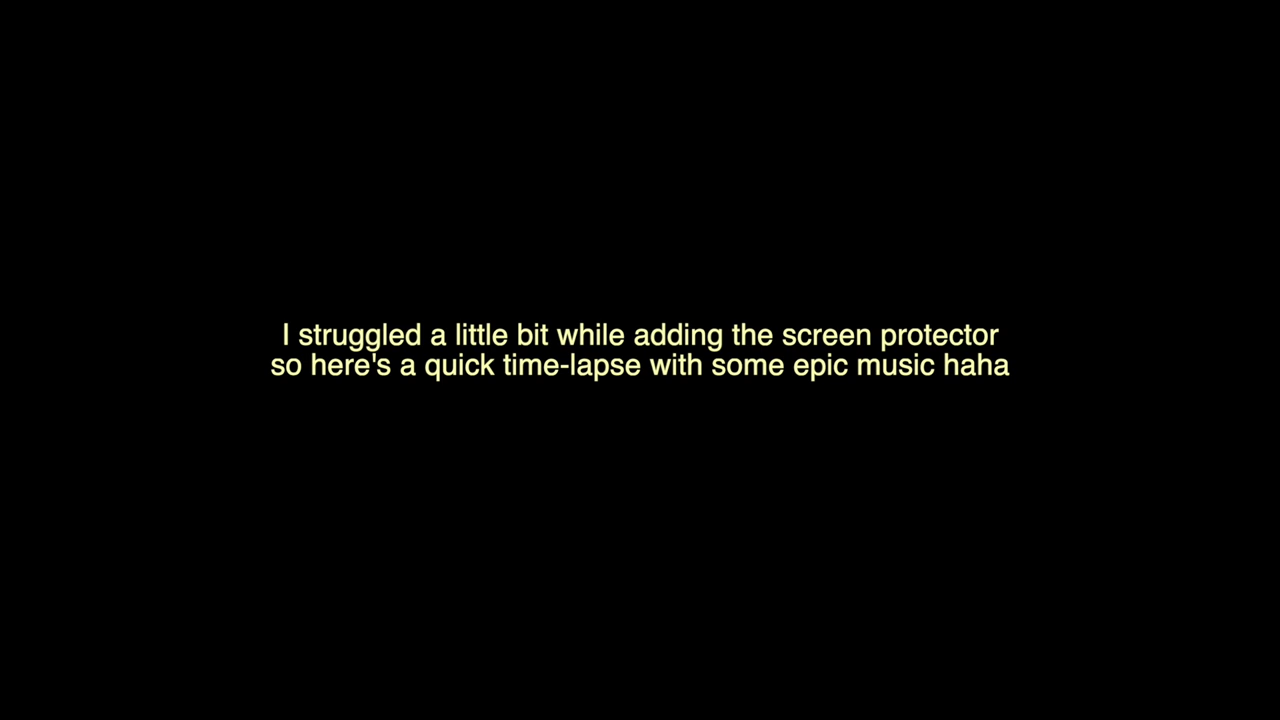 I struggled a little bit while adding the screen protector
so here's a quick time-lapse with some epic music haha